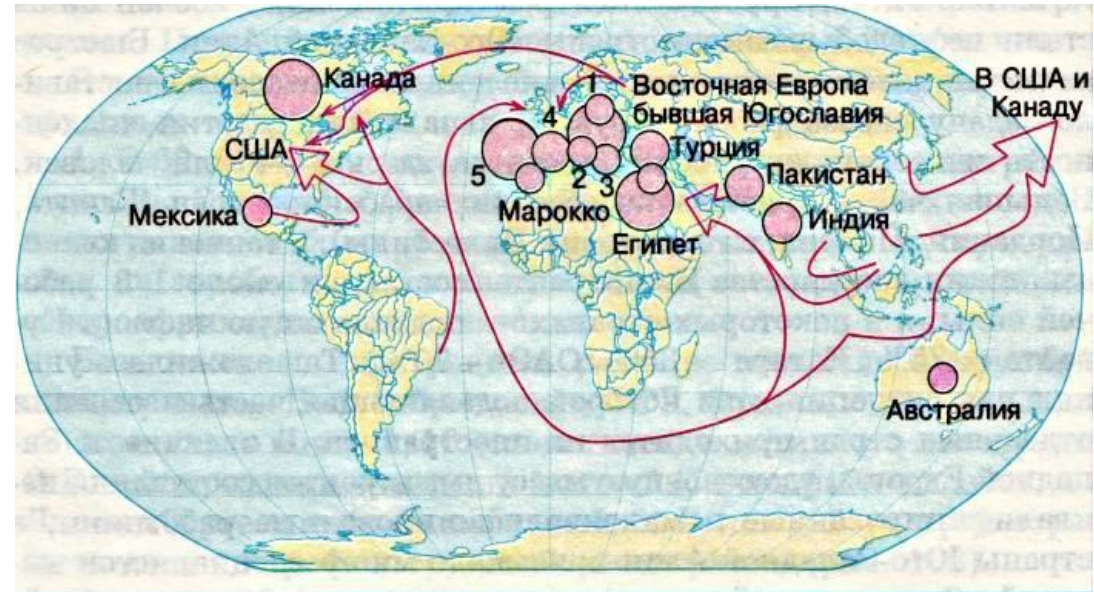 Канада
США
Мексика
1
4
5
2
3
Восточная Европа
бывшая Югославия
Турция
Пакистан
Марокко
Египет
Индия
В США и
Канаду
Австралия